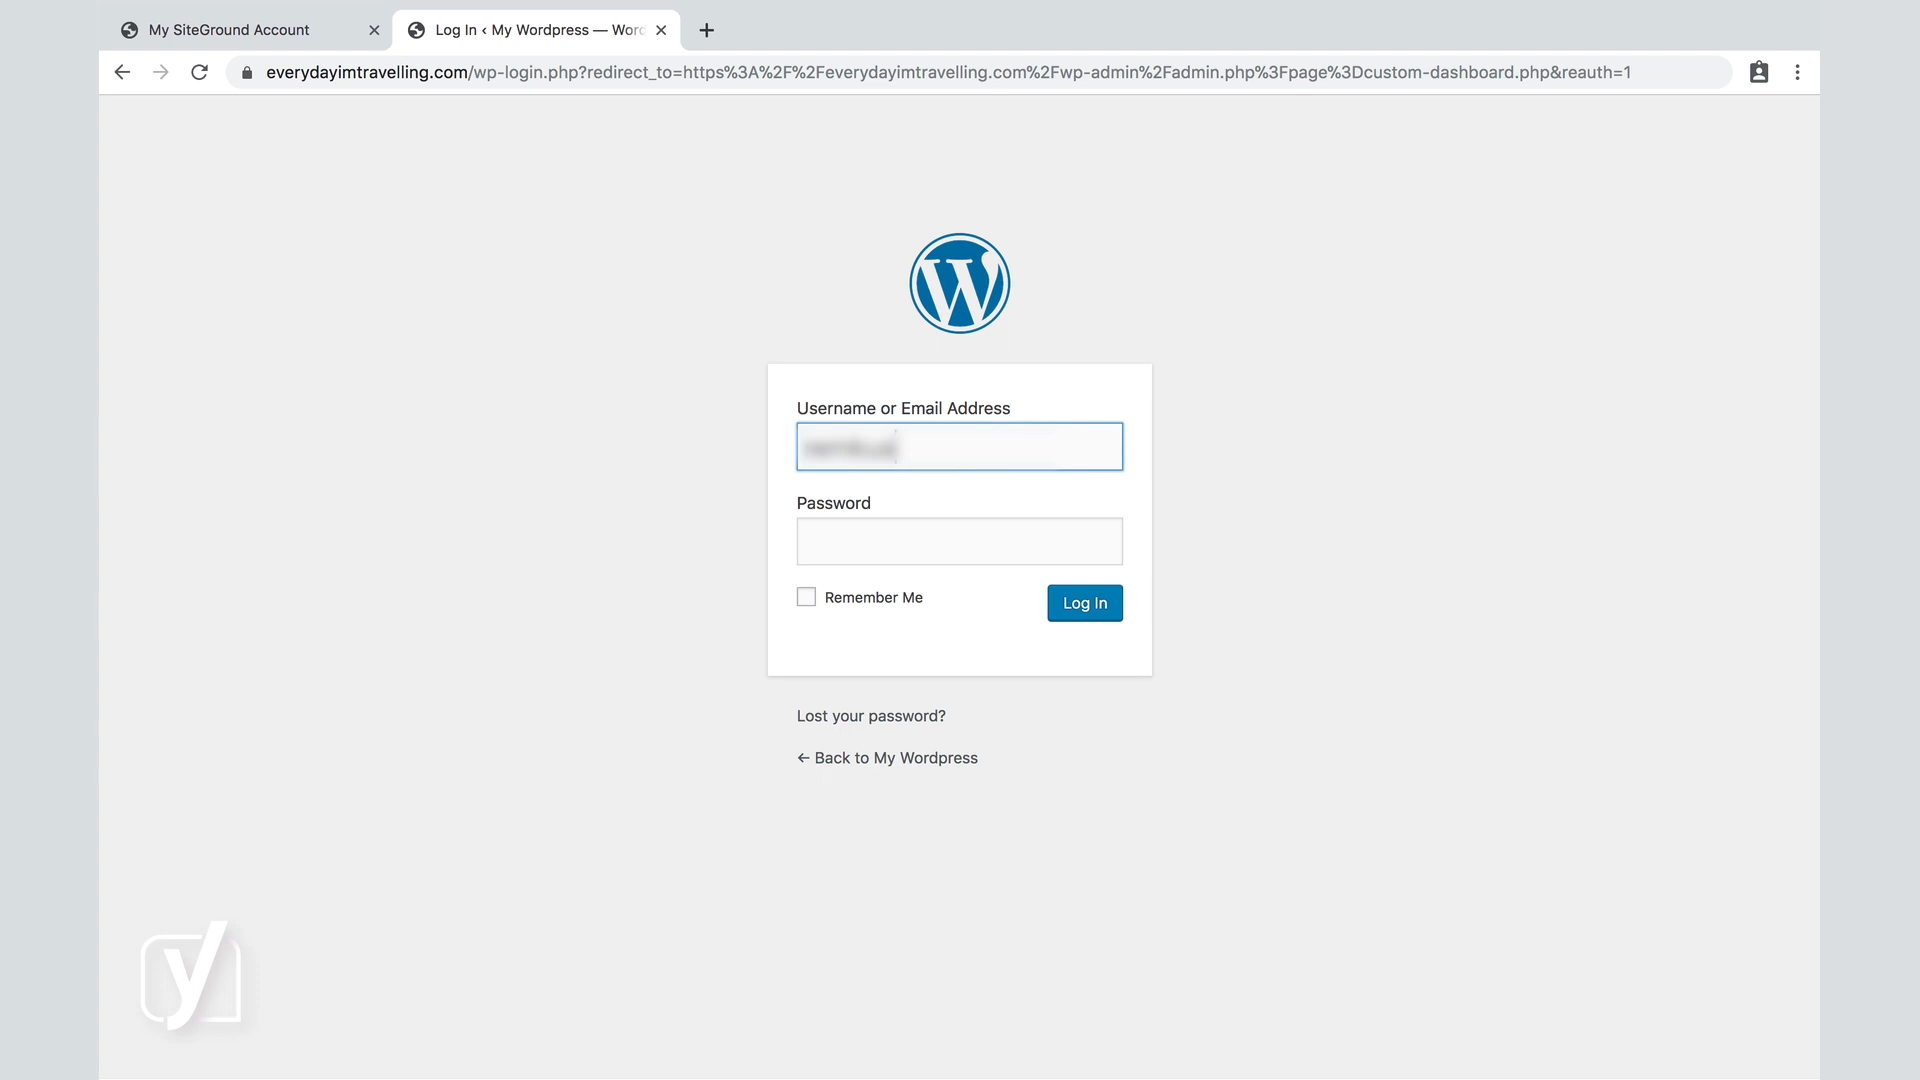 My SiteGround Account
Log In ‹ My Wordpress — Wor
everydayimtravelling.com/wp-login.php?redirect_to=https%3A%2F%2Feverydayimtravelling.com%2Fwp-admin%2Fadmin.php%3Fpage%3Dcustom-dashboard.php&reauth=1
Username or Email Address
Password
Remember Me
Log In
Lost your password?
← Back to My Wordpress
y